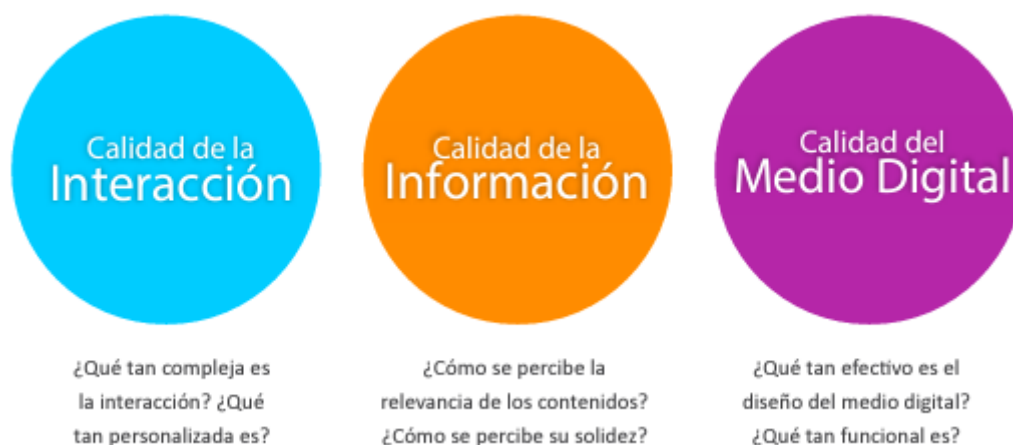 Calidad de la
Interacción
Calidad de la
Información
Calidad del
Medio Digital
¿Qué tan compleja es
la interacción? ¿Qué
tan personalizada es?
¿Cómo se percibe la
relevancia de los contenidos?
¿Cómo se percibe su solidez?
¿Qué tan efectivo es el
diseño del medio digital?
¿Qué tan funcional es?